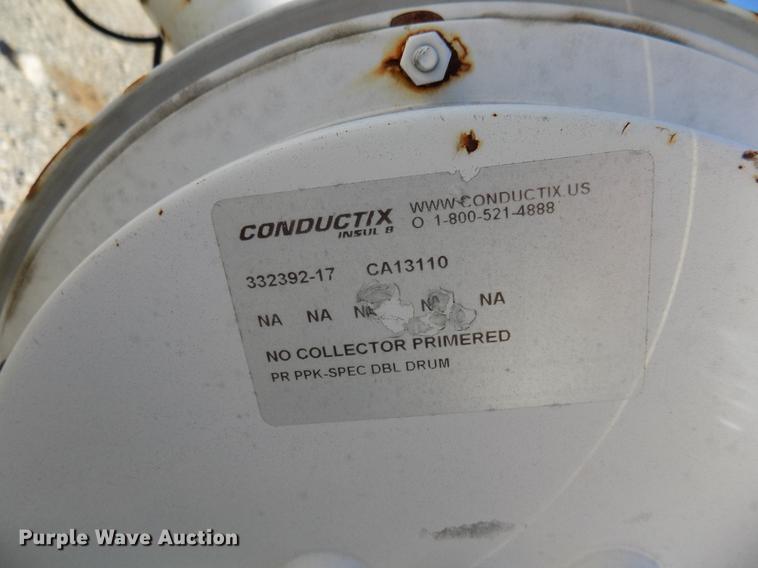 CONDUCTIX
INSUL 8
WWW.CONDUCTIX.US
O 1-800-521-4888
332392-17 CA13110
NA NA NA NA NA
NO COLLECTOR PRIMERED
PR PPK-SPEC DBL DRUM
Purple Wave Auction